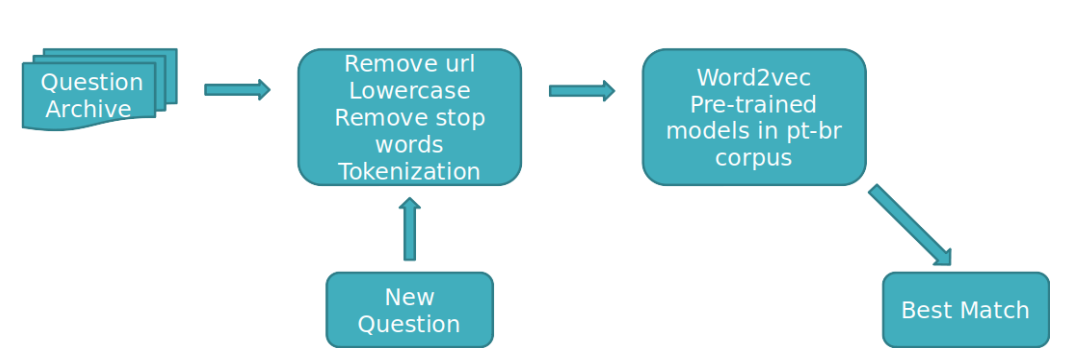 Question
Archive
Remove url
Lowercase
Remove stop
words
Tokenization
Word2vec
Pre-trained
models in pt-br
corpus
New
Question
Best Match